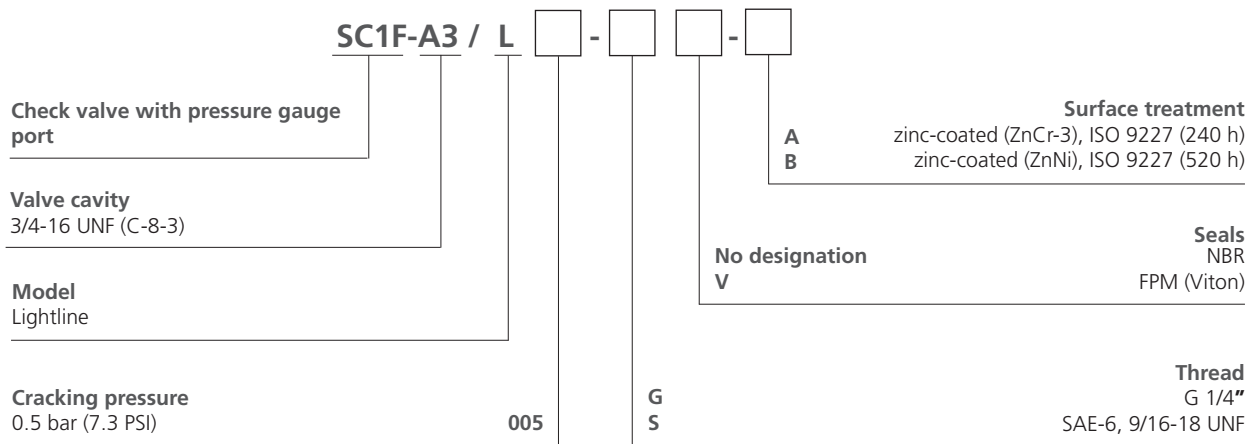 SC1F-A3 / L - -
Check valve with pressure gauge
port
Surface treatment
A zinc-coated (ZnCr-3), ISO 9227 (240 h)
B zinc-coated (ZnNi), ISO 9227 (520 h)
Valve cavity
3/4-16 UNF (C-8-3)
Seals
No designation NBR
V FPM (Viton)
Model
Lightline
Thread
Cracking pressure
G G 1/4"
0.5 bar (7.3 PSI) 005
S SAE-6, 9/16-18 UNF